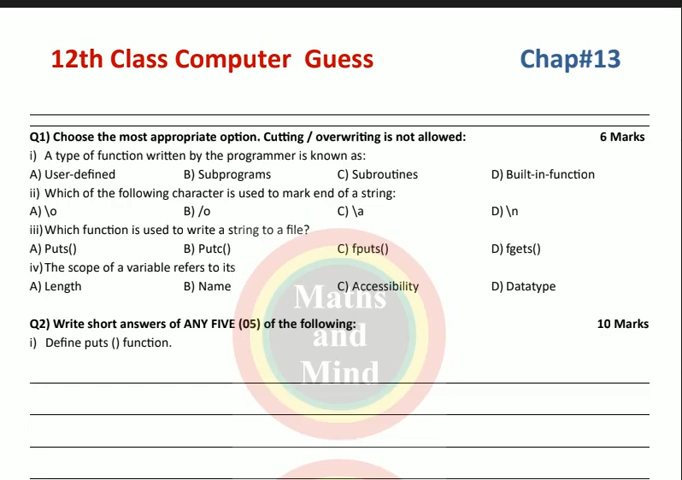 12th Class Computer Guess Chap#13
Q1) Choose the most appropriate option. Cutting / overwriting is not allowed: 6 Marks
i) A type of function written by the programmer is known as:
A) User-defined B) Subprograms C) Subroutines D) Built-in-function
ii) Which of the following character is used to mark end of a string:
A) \o B) /o C) \a D) \n
iii) Which function is used to write a string to a file?
A) Puts() B) Putc() C) fputs() D) fgets()
iv) The scope of a variable refers to its
A) Length B) Name C) Accessibility D) Datatype
Maths
Q2) Write short answers of ANY FIVE (05) of the following: 10 Marks
and
i) Define puts () function.
Mind